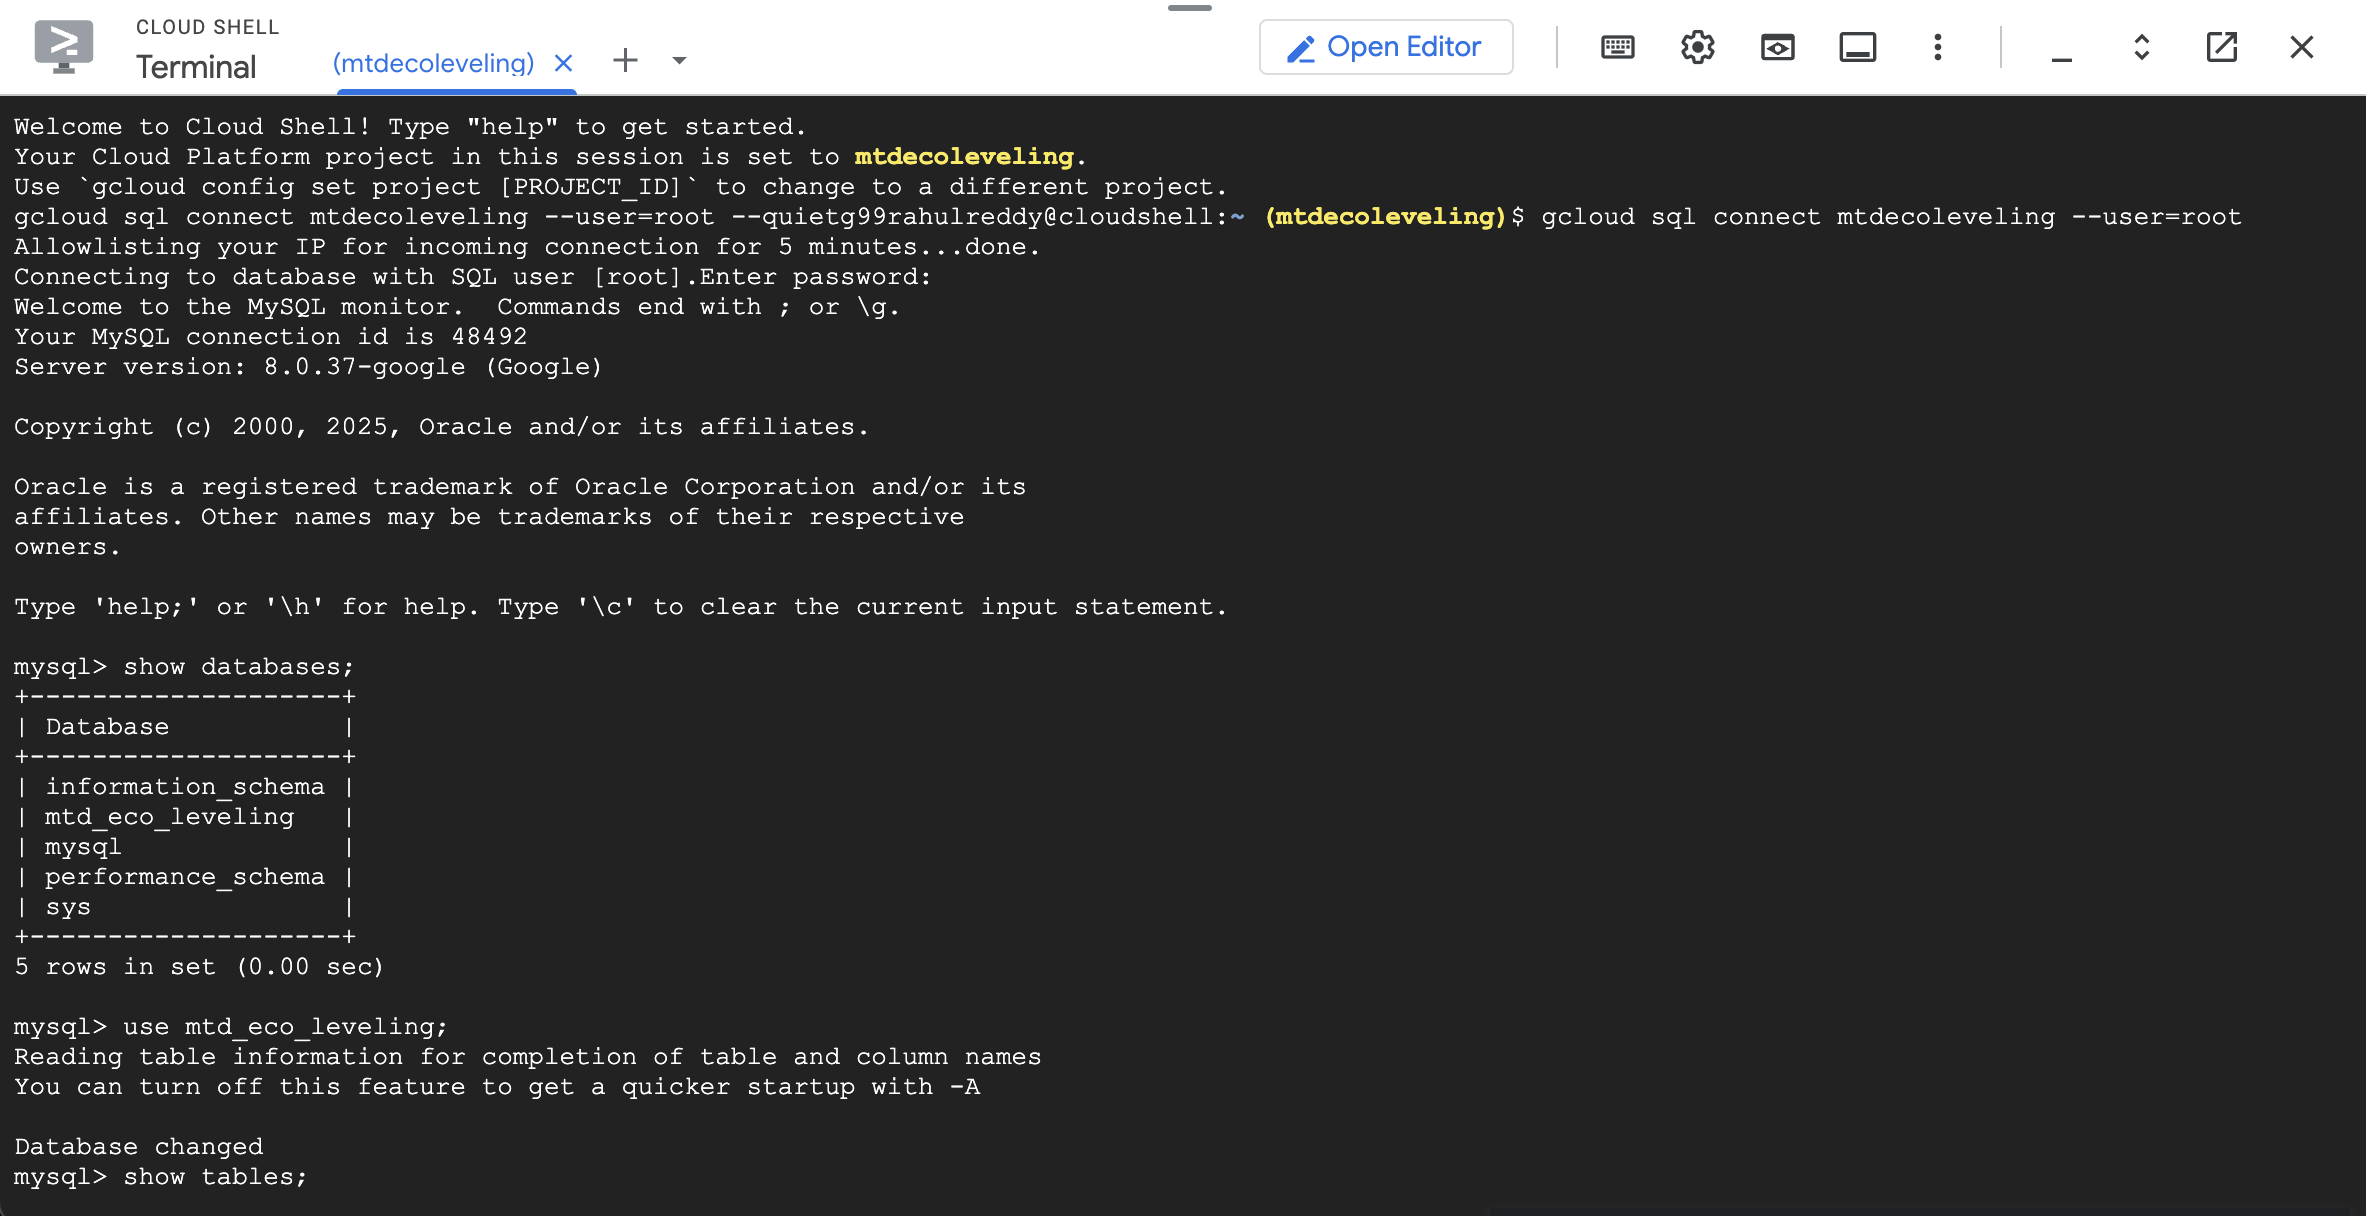 CLOUD SHELL
Terminal
(mtdecoleveling)
Open Editor
Welcome to Cloud Shell! Type "help" to get started.
Your Cloud Platform project in this session is set to mtdecoleveling.
Use `gcloud config set project [PROJECT_ID]` to change to a different project.
gcloud sql connect mtdecoleveling --user=root --quietg99rahulreddy@cloudshell:~ (mtdecoleveling)$ gcloud sql connect mtdecoleveling --user=root
Allowlisting your IP for incoming connection for 5 minutes...done.
Connecting to database with SQL user [root].Enter password:
Welcome to the MySQL monitor.  Commands end with ; or \g.
Your MySQL connection id is 48492
Server version: 8.0.37-google (Google)

Copyright (c) 2000, 2025, Oracle and/or its affiliates.

Oracle is a registered trademark of Oracle Corporation and/or its
affiliates. Other names may be trademarks of their respective
owners.

Type 'help;' or '\h' for help. Type '\c' to clear the current input statement.

mysql> show databases;
+--------------------+
| Database           |
+--------------------+
| information_schema |
| mtd_eco_leveling   |
| mysql              |
| performance_schema |
| sys                |
+--------------------+
5 rows in set (0.00 sec)

mysql> use mtd_eco_leveling;
Reading table information for completion of table and column names
You can turn off this feature to get a quicker startup with -A

Database changed
mysql> show tables;